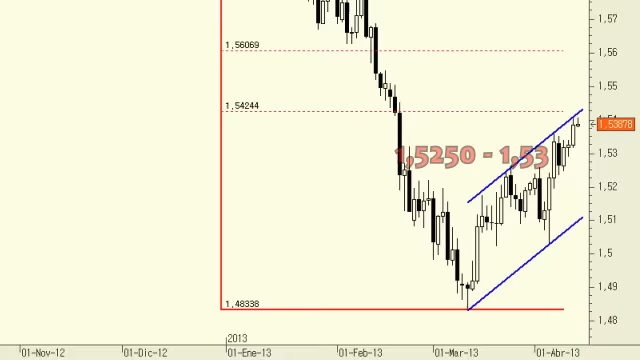 1,57
1,56069
1,56
1,55
1,54244
1,53878
1,5250 - 1,53
1,53
1,52
1,51
1,5
1,49
1,48338
1,48
2013
01-Nov-12
01-Dic-12
01-Ene-13
01-Feb-13
01-Mar-13
01-Abr-13